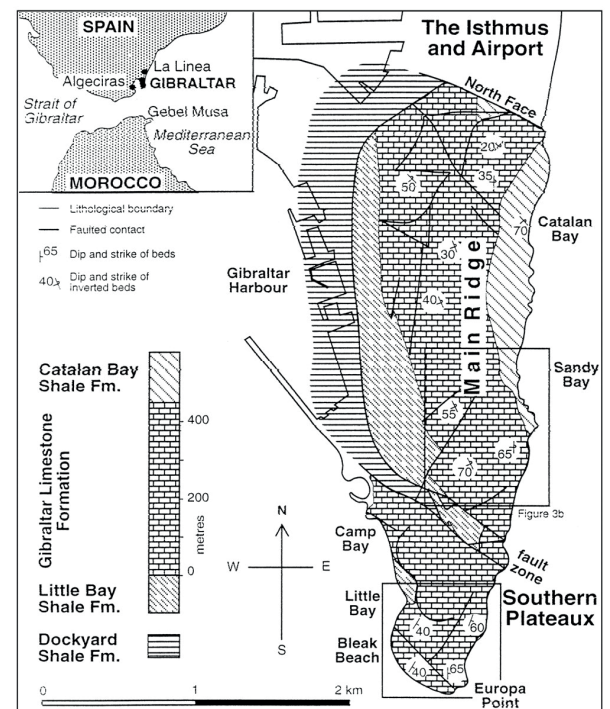 SPAIN
La Linea
Algeciras
GIBRALTAR
Strait of
Gibraltar
Gebel Musa
Mediterranean
Sea
MOROCCO
Lithological boundary
Faulted contact
65 Dip and strike of
beds
40 Dip and strike of
inverted beds
The Isthmus
and Airport
North Face
20
35
50
70
Catalan
Bay
30
40
Main Ridge
Gibraltar
Harbour
Sandy
Bay
55
65
70
Figure 3b
Catalan Bay
Shale Fm.
Gibraltar Limestone
Formation
400
200
0
metres
Little Bay
Shale Fm.
Dockyard
Shale Fm.
N
W
E
S
Camp
Bay
fault
zone
Little
Bay
Southern
Plateaux
Bleak
Beach
40
60
40
65
Europa
Point
0
1
2 km